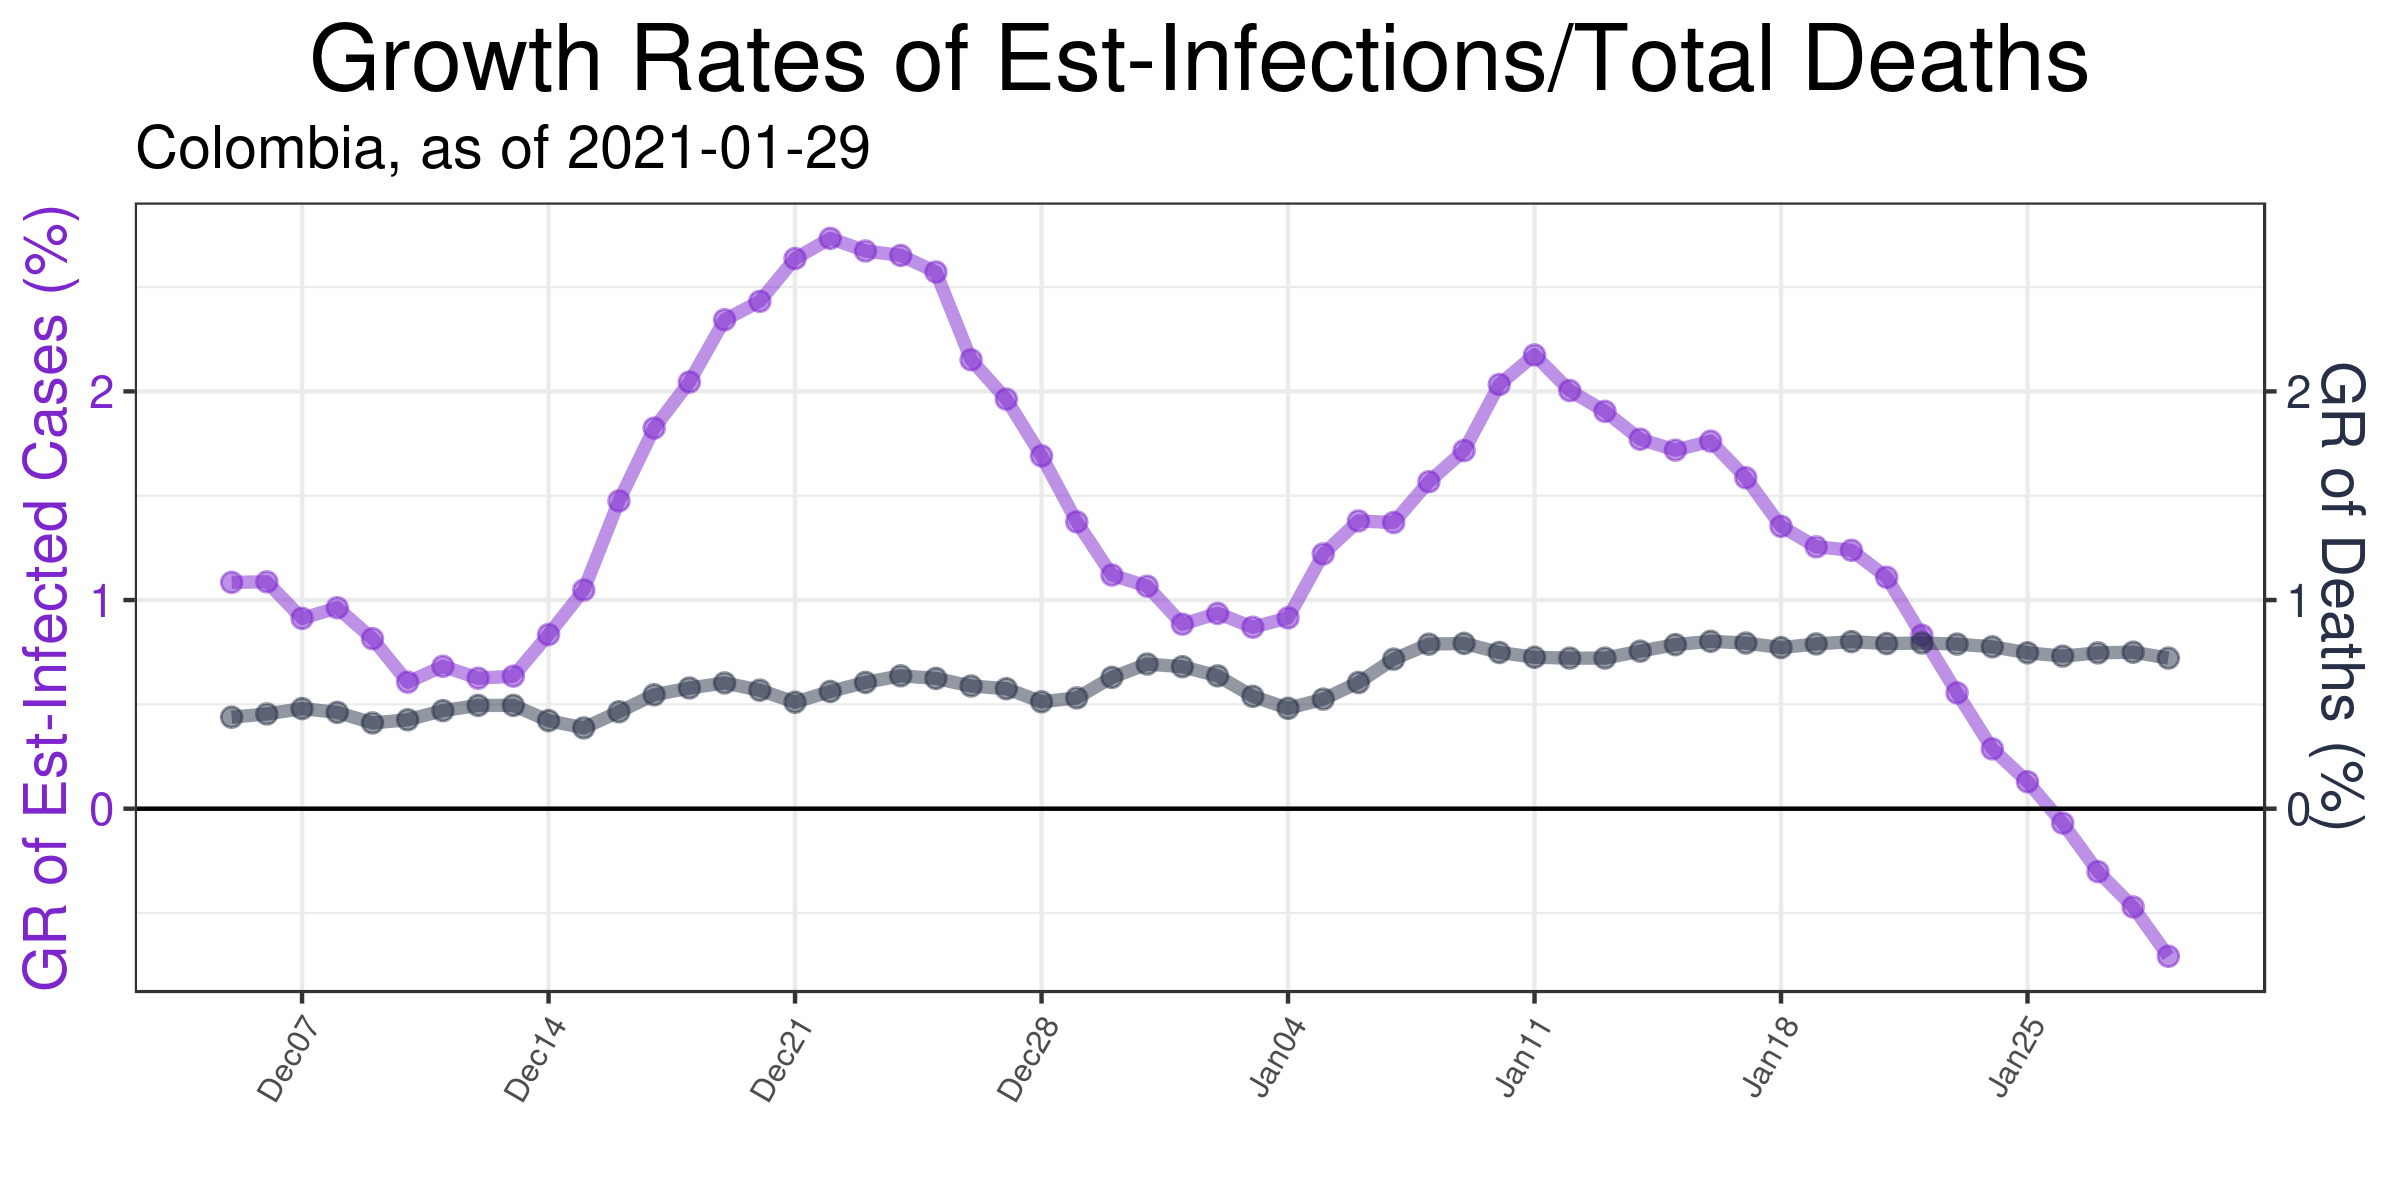 Growth Rates of Est-Infections/Total Deaths
Colombia, as of 2021-01-29
GR of Est-Infected Cases (%)
2
1
0
2
1
0
GR of Deaths (%)
Dec07
Dec14
Dec21
Dec28
Jan04
Jan11
Jan18
Jan25